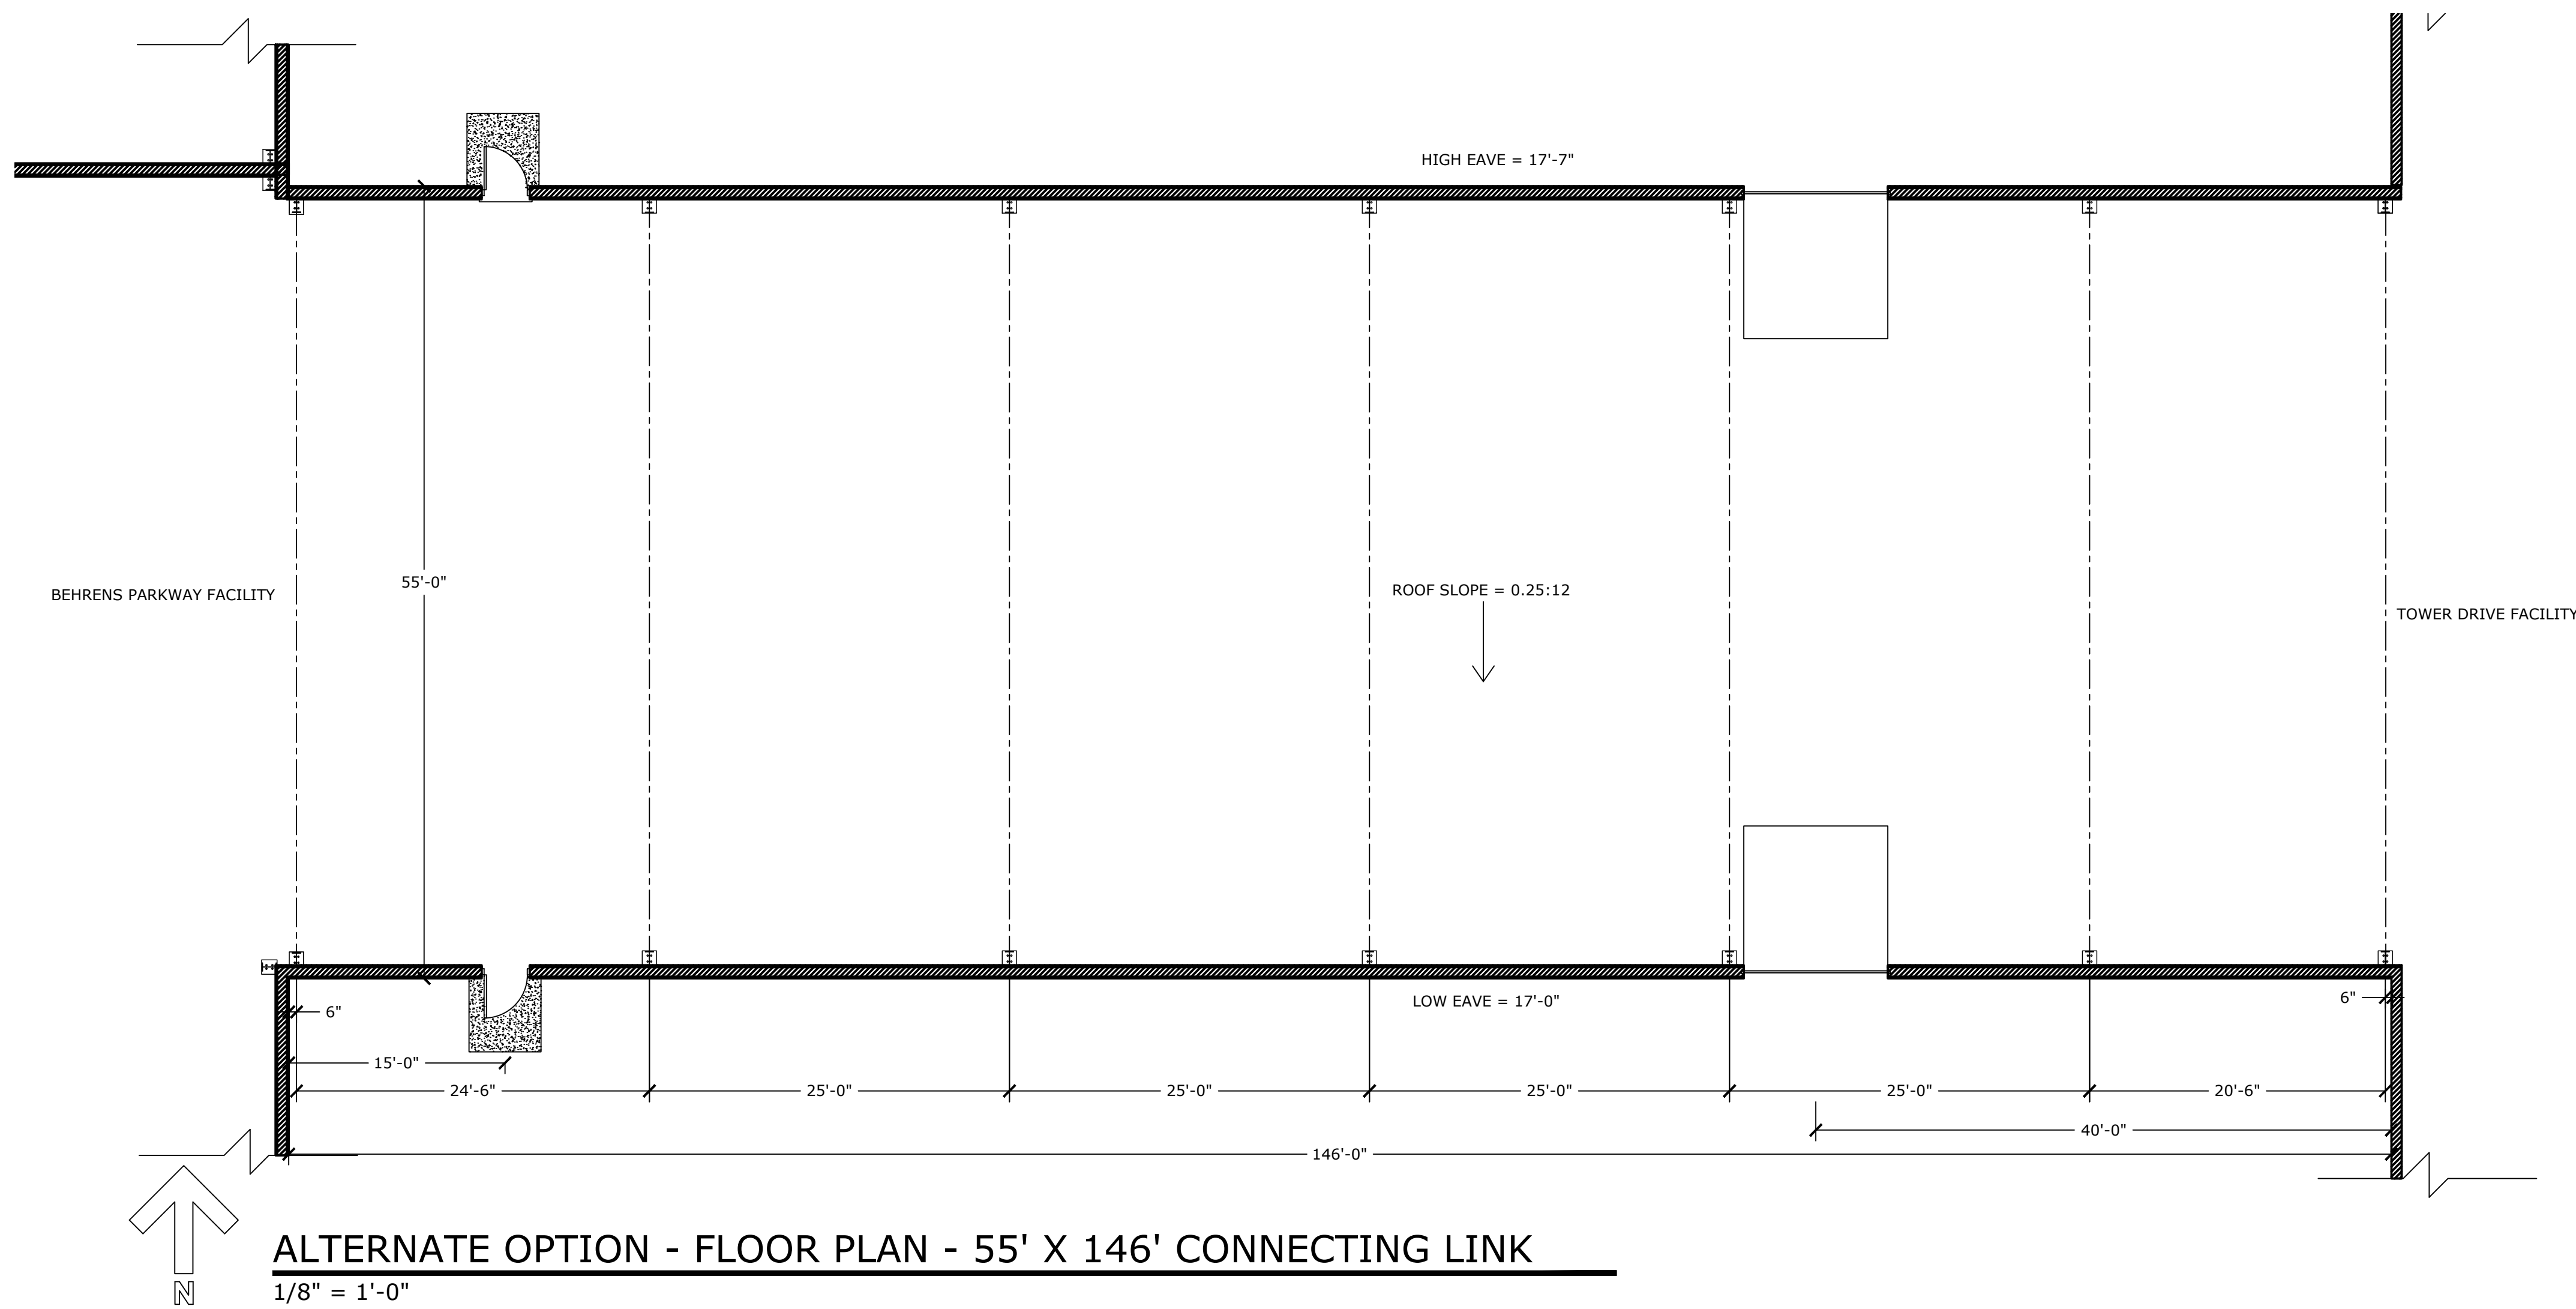 HIGH EAVE = 17'-7"
55'-0"
ROOF SLOPE = 0.25:12
BEHRENS PARKWAY FACILITY
TOWER DRIVE FACILITY
6"
LOW EAVE = 17'-0"
6"
15'-0"
24'-6"
25'-0"
25'-0"
25'-0"
25'-0"
20'-6"
40'-0"
146'-0"
ALTERNATE OPTION - FLOOR PLAN - 55' X 146' CONNECTING LINK
1/8" = 1'-0"
N